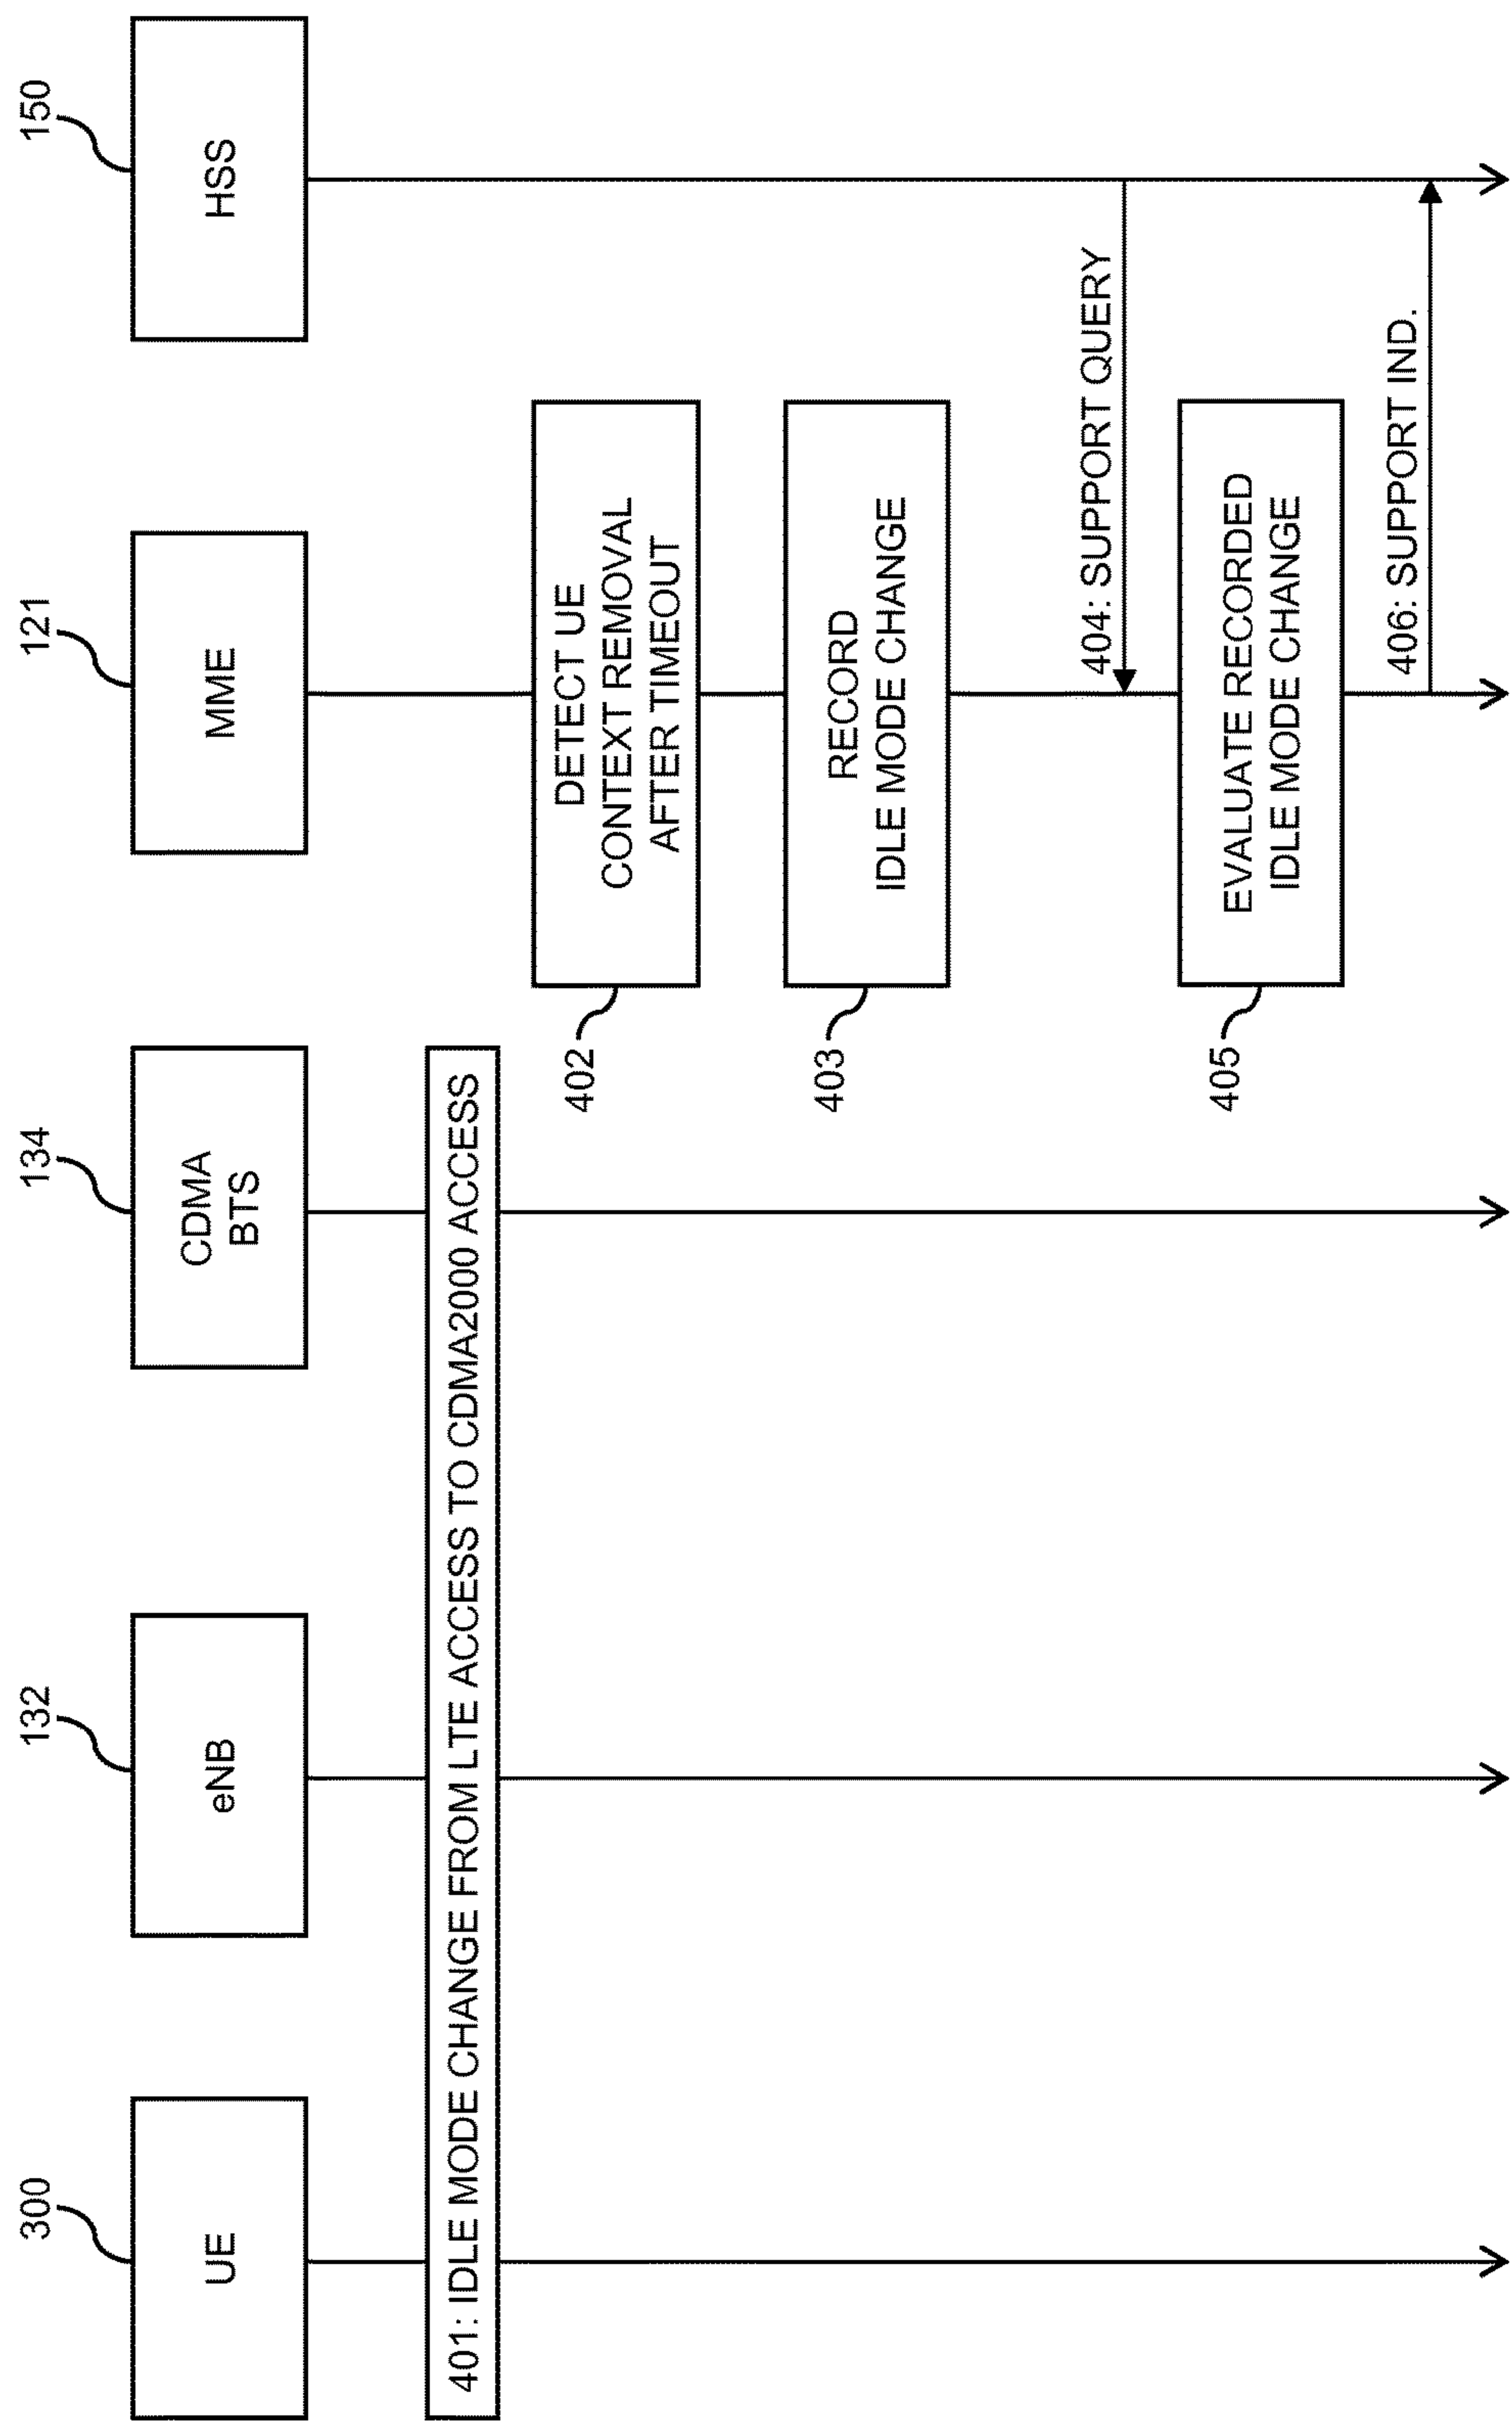 300
132
134
121
150
UE
eNB
CDMA
BTS
MME
HSS
401: IDLE MODE CHANGE FROM LTE ACCESS TO CDMA2000 ACCESS
402
DETECT UE
CONTEXT REMOVAL
AFTER TIMEOUT
403
RECORD
IDLE MODE CHANGE
404: SUPPORT QUERY
405
EVALUATE RECORDED
IDLE MODE CHANGE
406: SUPPORT IND.